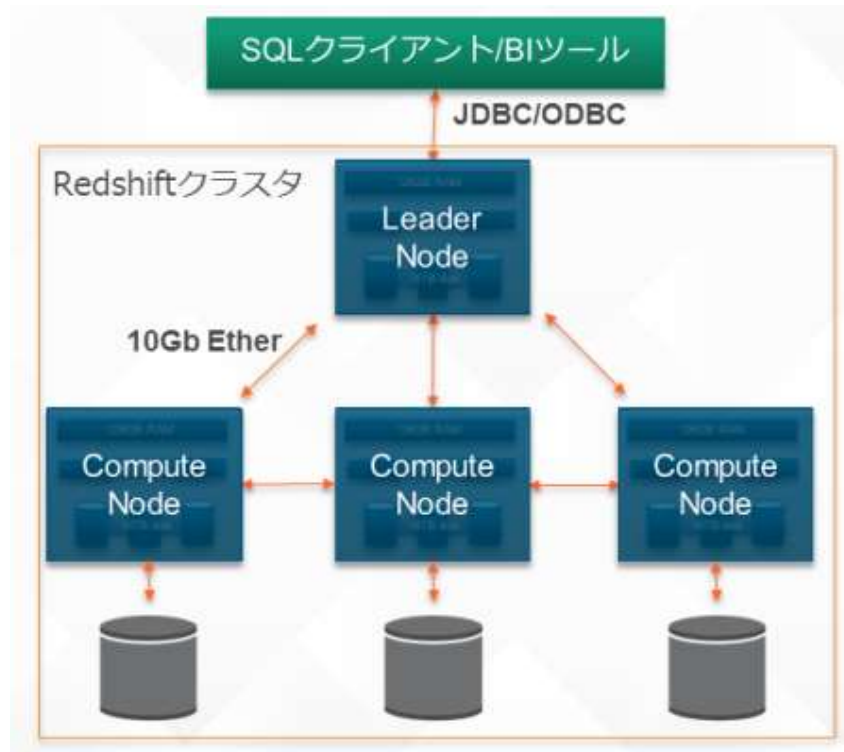 SQLクライアント/BIツール
JDBC/ODBC
Redshiftクラスタ
Leader
Node
10Gb Ether
Compute
Node
Compute
Node
Compute
Node